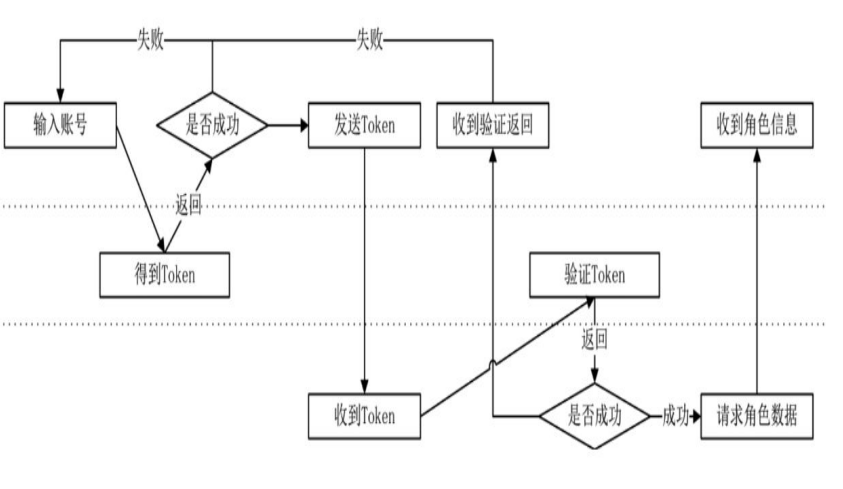 失败
失败
输入账号
是否成功
发送Token
收到验证返回
收到角色信息
返回
得到Token
验证Token
返回
收到Token
是否成功
成功
请求角色数据